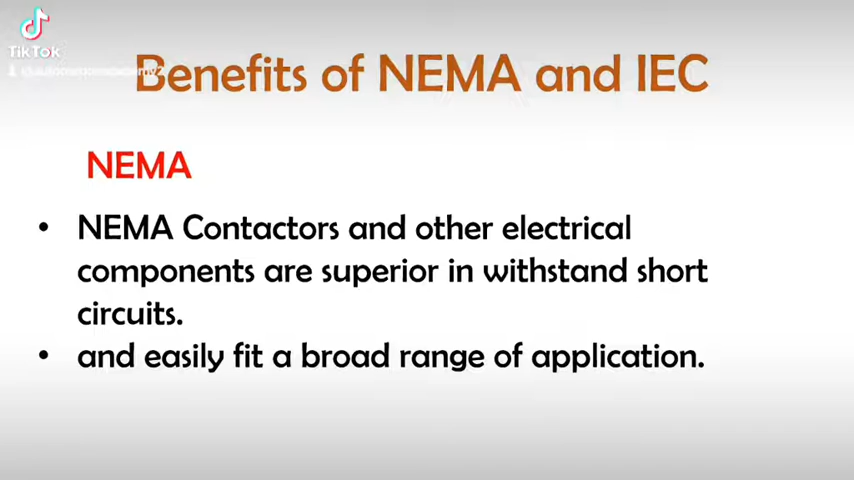 TikTok
Benefits of NEMA and IEC
NEMA
• NEMA Contactors and other electrical
components are superior in withstand short
circuits.
• and easily fit a broad range of application.